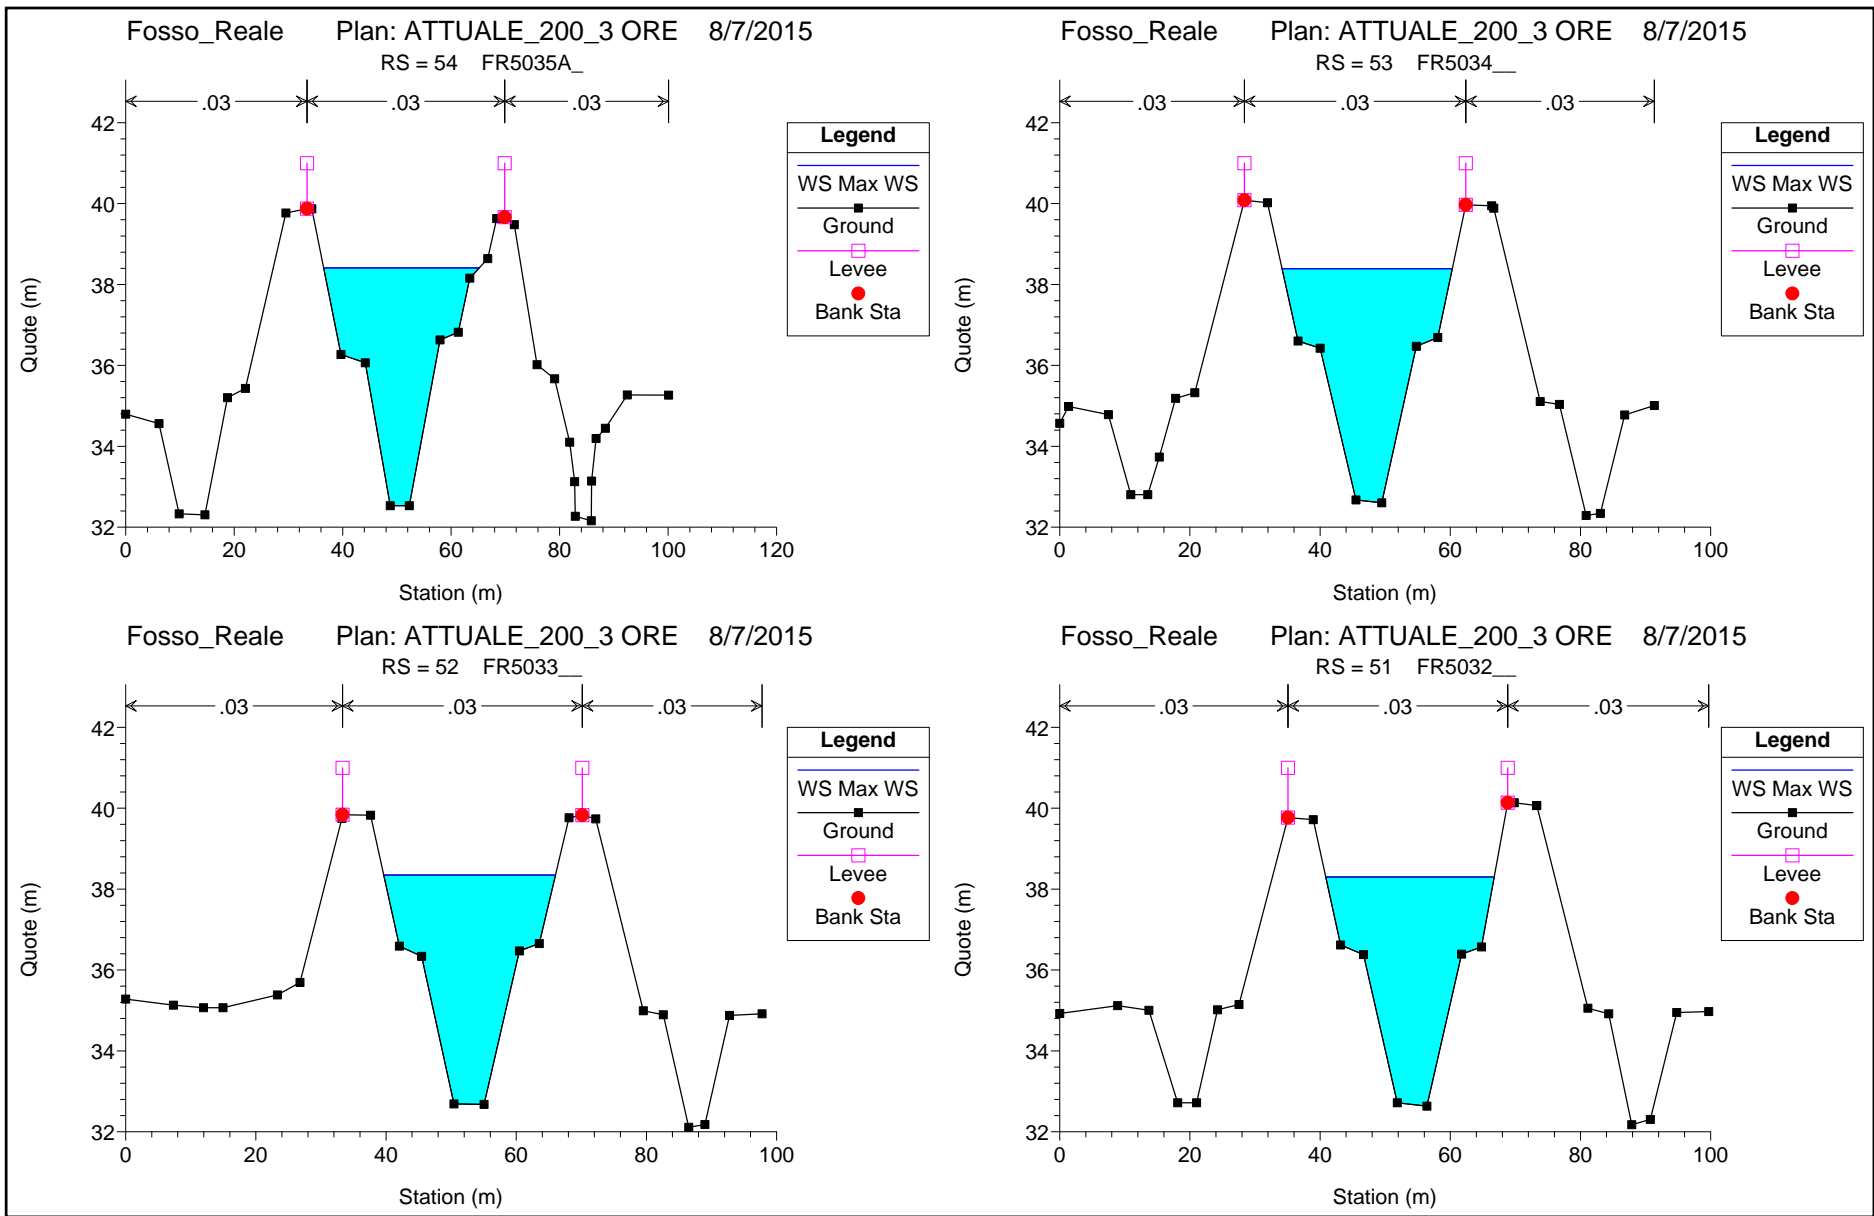 Fosso_Reale Plan: ATTUALE_200_3 ORE 8/7/2015
RS = 54 FR5035A_
.03 .03 .03
Legend
WS Max WS
Ground
Levee
Bank Sta
Quote (m)
42
40
38
36
34
32
0 20 40 60 80 100 120
Station (m)
Fosso_Reale Plan: ATTUALE_200_3 ORE 8/7/2015
RS = 53 FR5034__
.03 .03 .03
Legend
WS Max WS
Ground
Levee
Bank Sta
Quote (m)
42
40
38
36
34
32
0 20 40 60 80 100
Station (m)
Fosso_Reale Plan: ATTUALE_200_3 ORE 8/7/2015
RS = 52 FR5033__
.03 .03 .03
Legend
WS Max WS
Ground
Levee
Bank Sta
Quote (m)
42
40
38
36
34
32
0 20 40 60 80 100
Station (m)
Fosso_Reale Plan: ATTUALE_200_3 ORE 8/7/2015
RS = 51 FR5032__
.03 .03 .03
Legend
WS Max WS
Ground
Levee
Bank Sta
Quote (m)
42
40
38
36
34
32
0 20 40 60 80 100
Station (m)